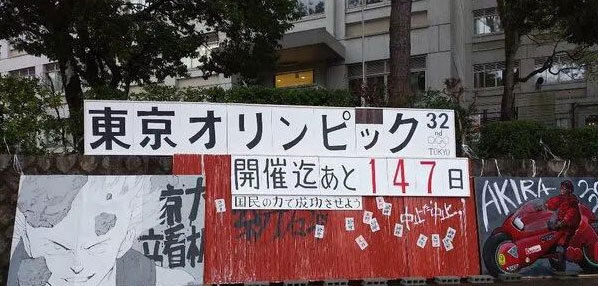 東京オリンピック
32
nd
TOKYO
開催迄あと147日
国民の力で成功させよう
中止だ中止
京大
立看板
AKIRA